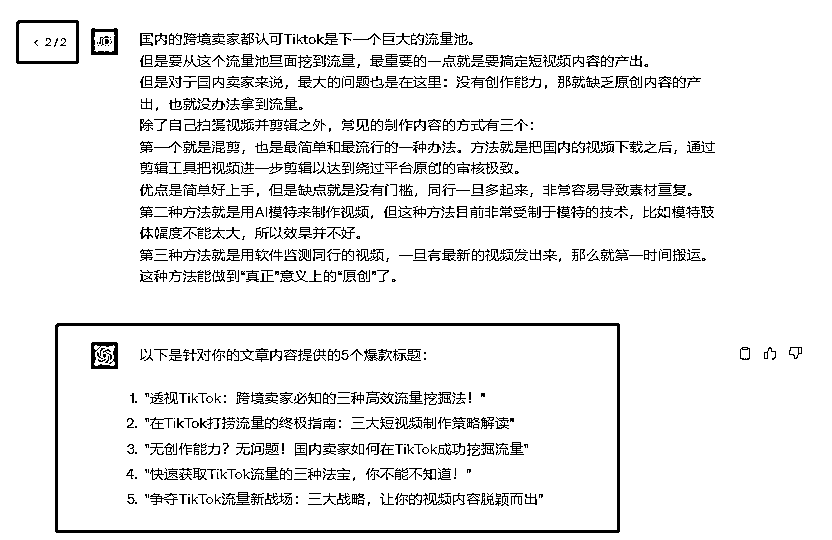 < 2/2
国内的跨境卖家都认可Tiktok是下一个巨大的流量池。
但是要从这个流量池里面挖到流量，最重要的一点就是要搞定短视频内容的产出。
但是对于国内卖家来说，最大的问题也是在这里：没有创作能力，那就缺乏原创内容的产
出，也就没办法拿到流量。
除了自己拍摄视频并剪辑之外，常见的制作内容的方式有三个：
第一个就是混剪，也是最简单和最流行的一种办法。方法就是把国内的视频下载之后，通过
剪辑工具把视频进一步剪辑以达到绕过平台原创的审核极致。
优点是简单好上手，但是缺点就是没有门槛，同行一旦多起来，非常容易导致素材重复。
第二种方法就是用AI模特来制作视频，但这种方法目前非常受制于模特的技术，比如模特肢
体幅度不能太大，所以效果并不好。
第三种方法就是用软件监测同行的视频，一旦有最新的视频发出来，那么就第一时间搬运。
这种方法能做到“真正”意义上的“原创”了。
以下是针对你的文章内容提供的5个爆款标题：
1. "透视TikTok：跨境卖家必知的三种高效流量挖掘法！"
2. "在TikTok打捞流量的终极指南：三大短视频制作策略解读"
3. "无创作能力？无问题！国内卖家如何在TikTok成功挖掘流量"
4. "快速获取TikTok流量的三种法宝，你不能不知道！"
5. "争夺TikTok流量新战场：三大战略，让你的视频内容脱颖而出"